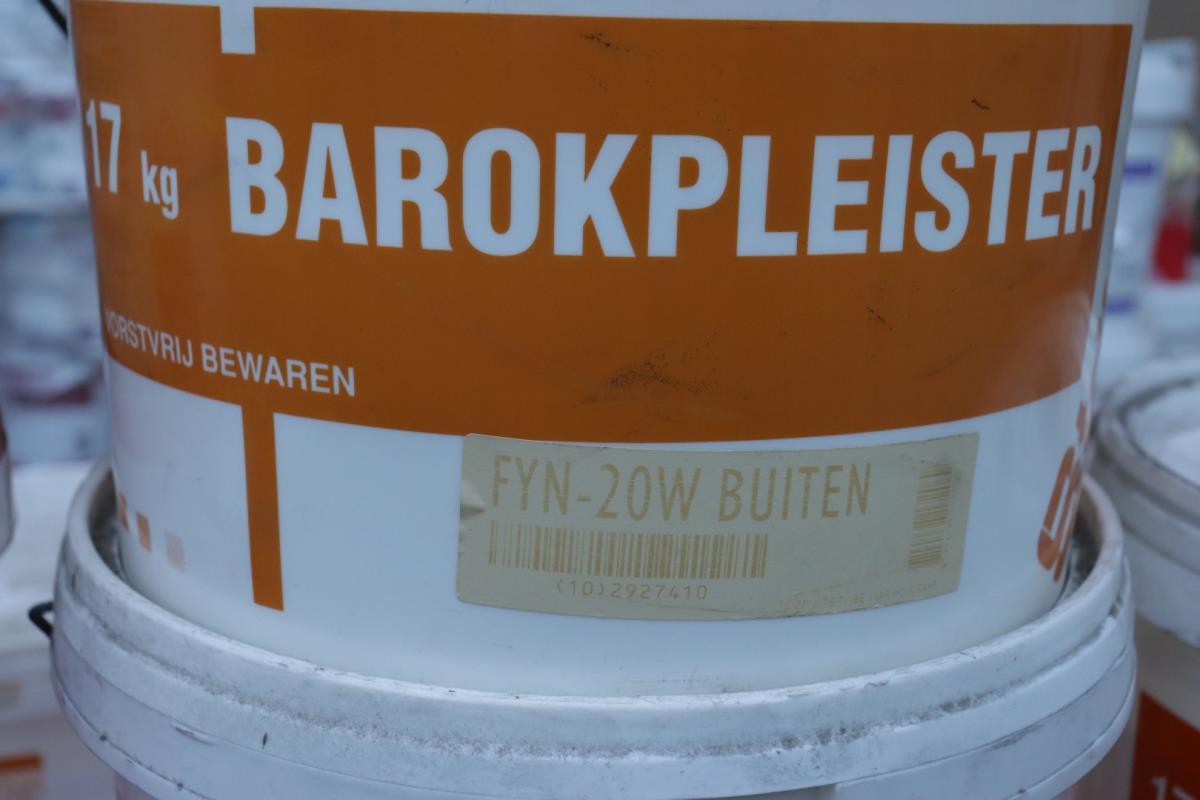 17 kg
BAROKPLEISTER
VORSTVRIJ BEWAREN
FYN-20W BUITEN
(10)2927410